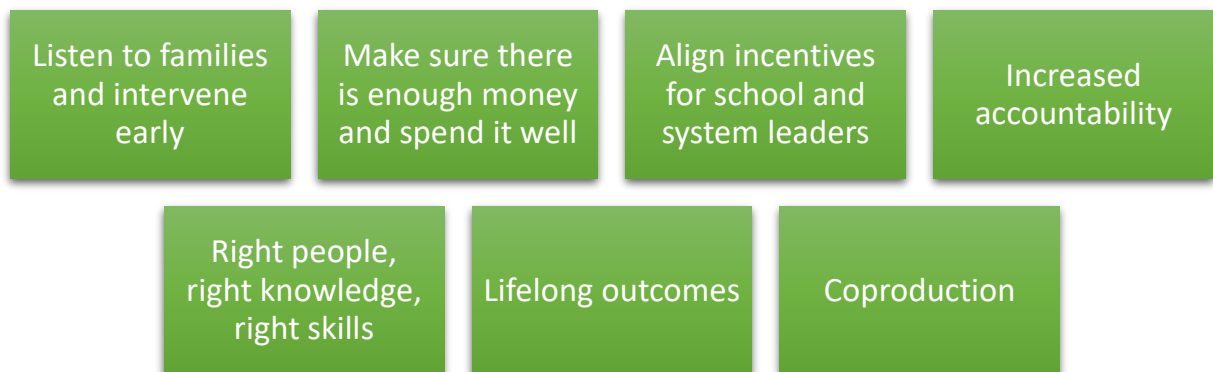 Listen to families
and intervene
early
Make sure there
is enough money
and spend it well
Align incentives
for school and
system leaders
Increased
accountability
Right people,
right knowledge,
right skills
Lifelong outcomes
Coproduction